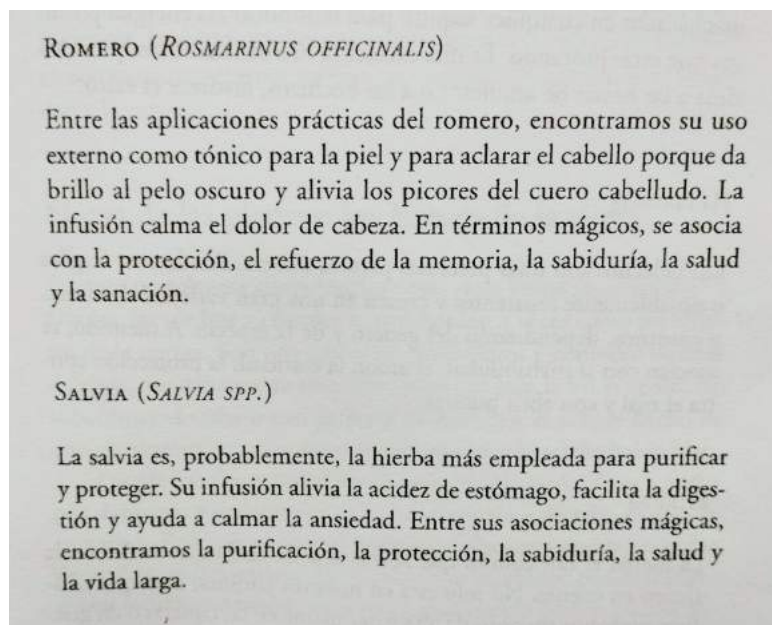 Romero (Rosmarinus officinalis)
Entre las aplicaciones prácticas del romero, encontramos su uso
externo como tónico para la piel y para aclarar el cabello porque da
brillo al pelo oscuro y alivia los picores del cuero cabelludo. La
infusión calma el dolor de cabeza. En términos mágicos, se asocia
con la protección, el refuerzo de la memoria, la sabiduría, la salud
y la sanación.
Salvia (Salvia spp.)
La salvia es, probablemente, la hierba más empleada para purificar
y proteger. Su infusión alivia la acidez de estómago, facilita la diges-
tión y ayuda a calmar la ansiedad. Entre sus asociaciones mágicas,
encontramos la purificación, la protección, la sabiduría, la salud y
la vida larga.